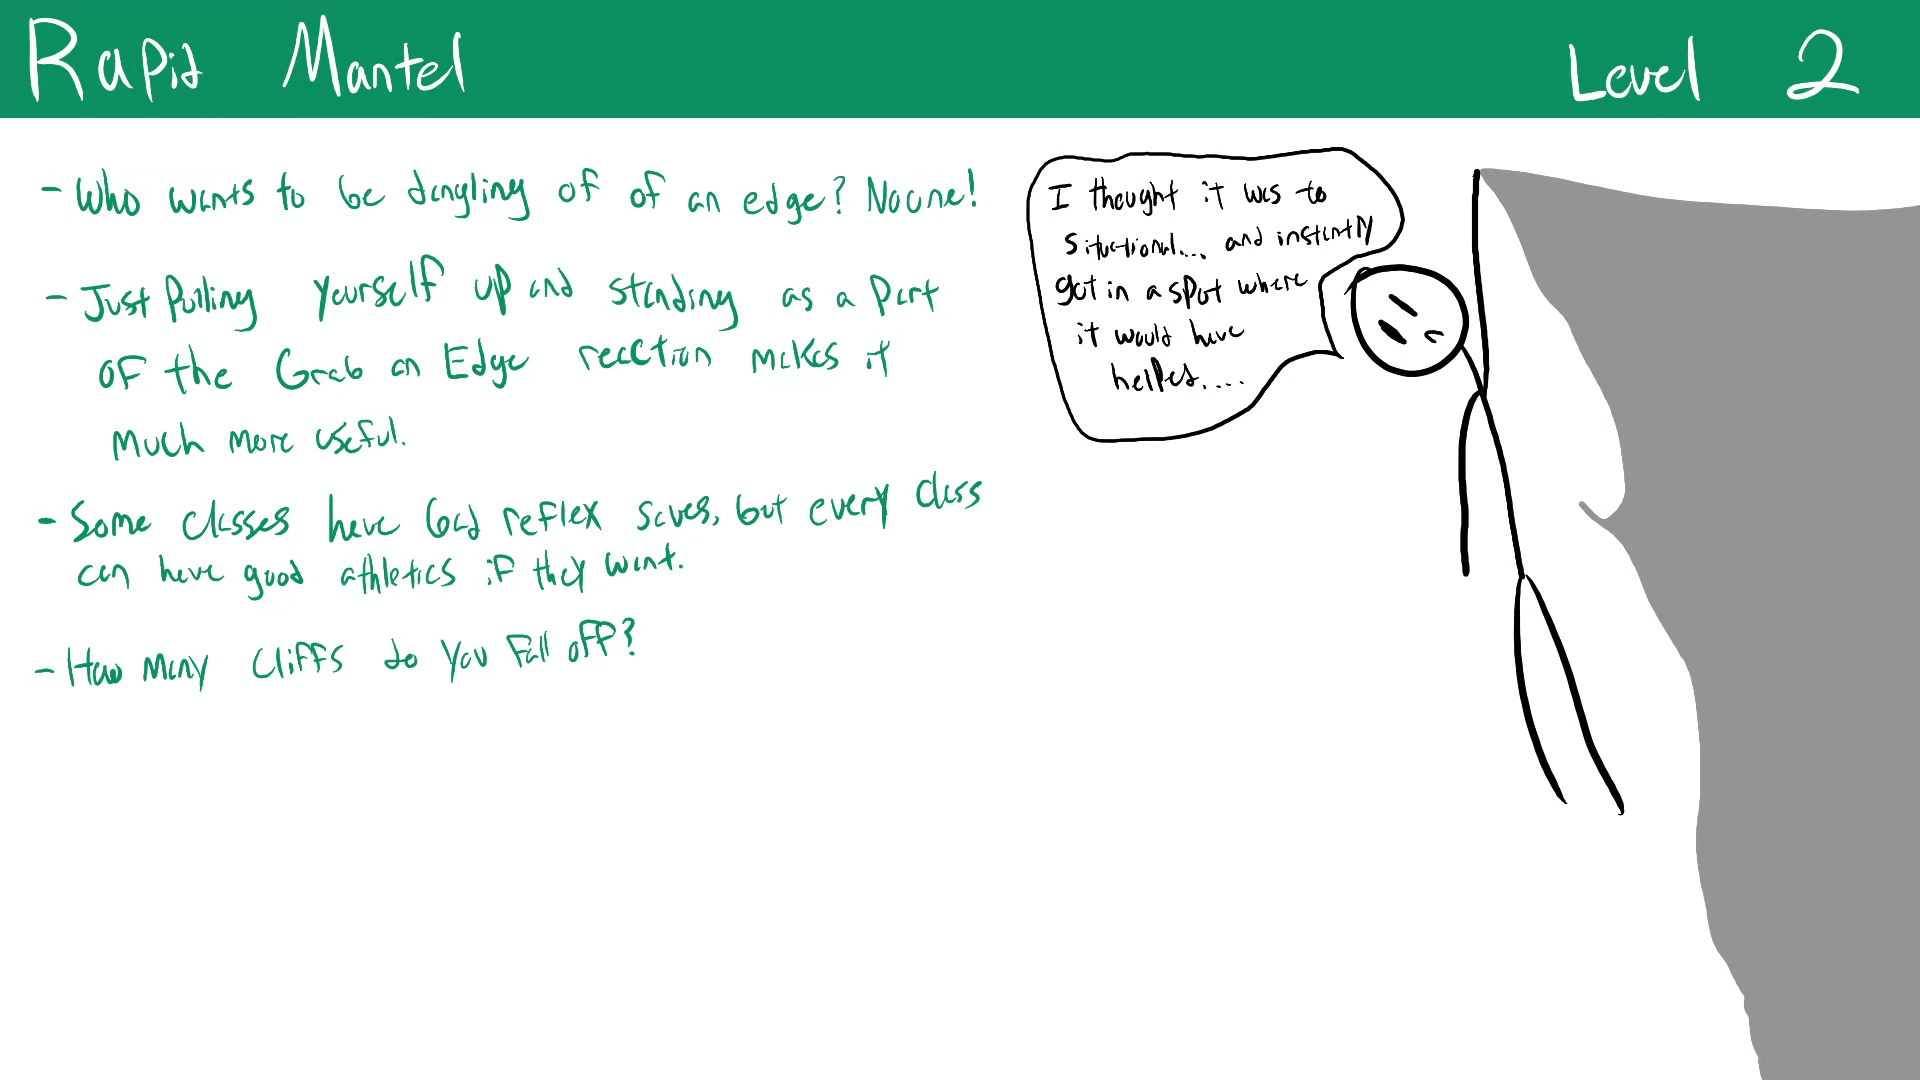 Rapid Mantel
Level 2
- Who wants to be dangling of of an edge? No one!
- Just Pulling yourself up and standing as a part
of the Grab an Edge reaction makes it
much more useful.
- Some classes have bad reflex saves, but every class
can have good athletics if they want.
- How many cliffs do you fall off?
I thought it was to
situational... and instantly
got in a spot where
it would have
helped....